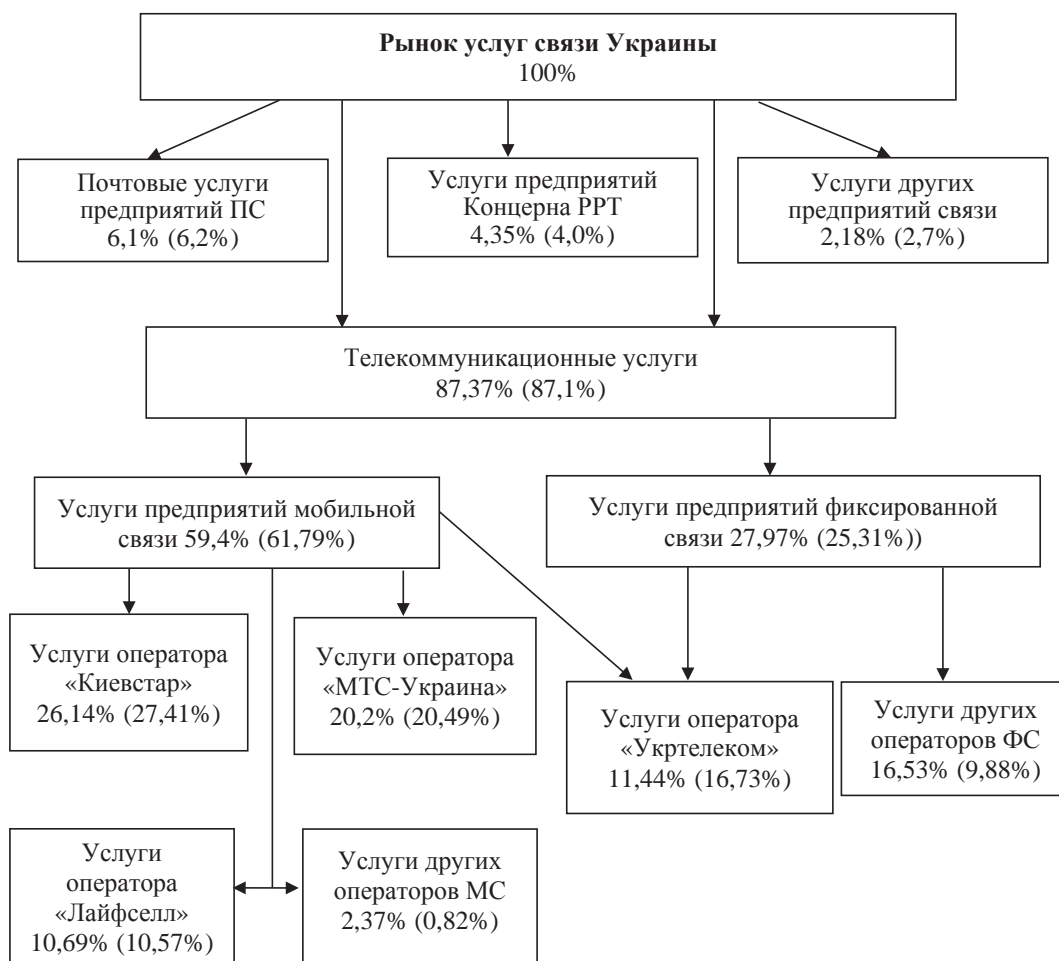 Рынок услуг связи Украины
100%
Почтовые услуги
предприятий ПС
6,1% (6,2%)
Услуги предприятий
Концерна РРТ
4,35% (4,0%)
Услуги других
предприятий связи
2,18% (2,7%)
Телекоммуникационные услуги
87,37% (87,1%)
Услуги предприятий мобильной
связи 59,4% (61,79%)
Услуги предприятий фиксированной
связи 27,97% (25,31%))
Услуги оператора
«Киевстар»
26,14% (27,41%)
Услуги оператора
«МТС-Украина»
20,2% (20,49%)
Услуги оператора
«Укртелеком»
11,44% (16,73%)
Услуги других
операторов ФС
16,53% (9,88%)
Услуги
оператора
«Лайфселл»
10,69% (10,57%)
Услуги других
операторов МС
2,37% (0,82%)